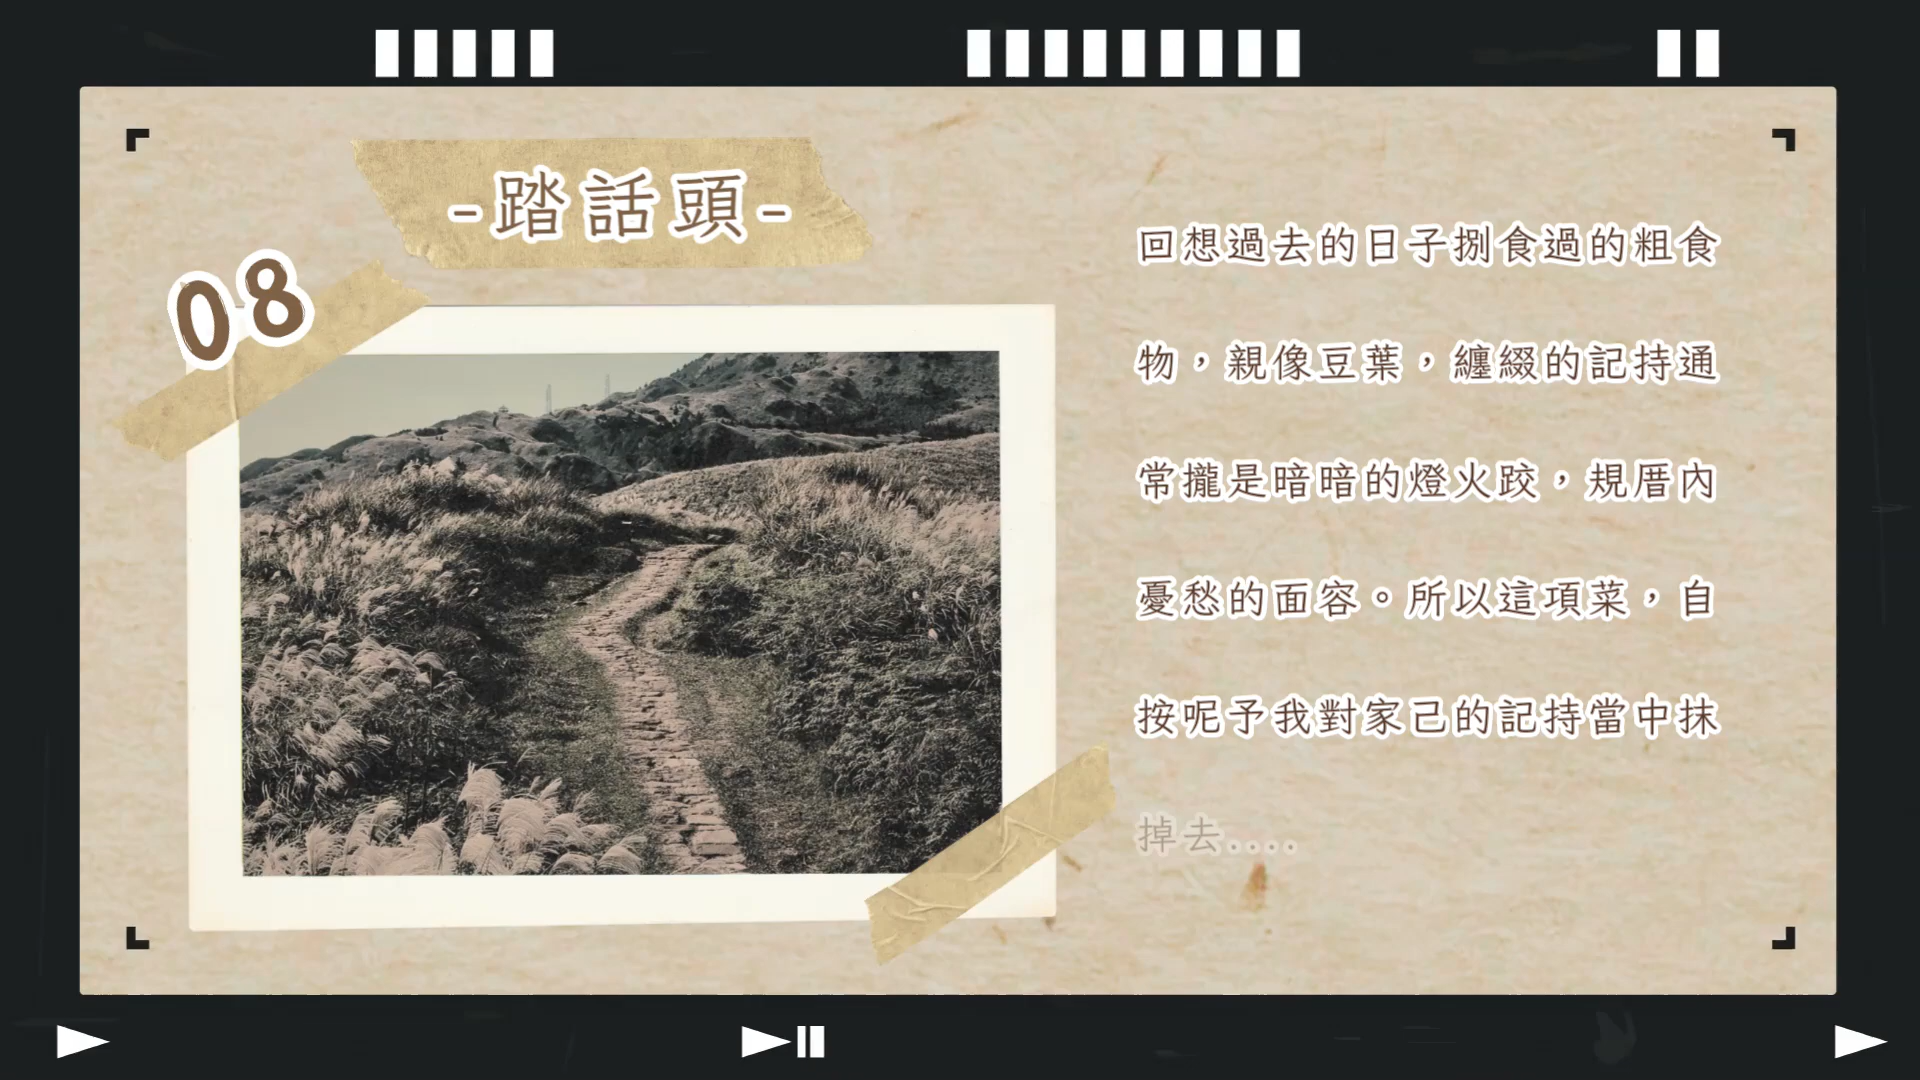 -踏話頭-
08
回想過去的日子捌食過的粗食
物，親像豆葉，纏綴的記持通
常攏是暗暗的燈火跤，規厝內
憂愁的面容。所以這項菜，自
按呢予我對家己的記持當中抹
掉去....